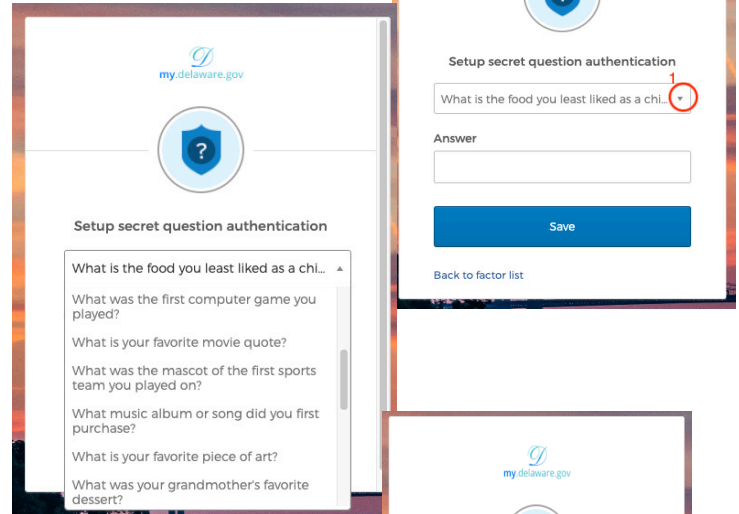 my.delaware.gov
?
Setup secret question authentication
What is the food you least liked as a chi...
What was the first computer game you
played?
What is your favorite movie quote?
What was the mascot of the first sports
team you played on?
What music album or song did you first
purchase?
What is your favorite piece of art?
What was your grandmother's favorite
dessert?
?
Setup secret question authentication
1
What is the food you least liked as a chi...
Answer
Save
Back to factor list
my.delaware.gov